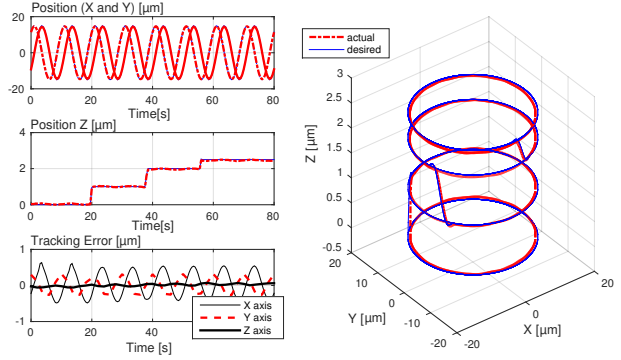 Position (X and Y) [µm]
20
0
-20
0 20 40 60 80
Time[s]
Position Z [µm]
4
2
0
0 20 40 60 80
Time[s]
Tracking Error [µm]
1
0
-1
0 20 40 60 80
Time [s]
X axis
Y axis
Z axis
actual
desired
3
2.5
2
1.5
1
0.5
0
-0.5
Z [µm]
20
10
0
-10
-20
Y [µm]
-20
0
20
X [µm]